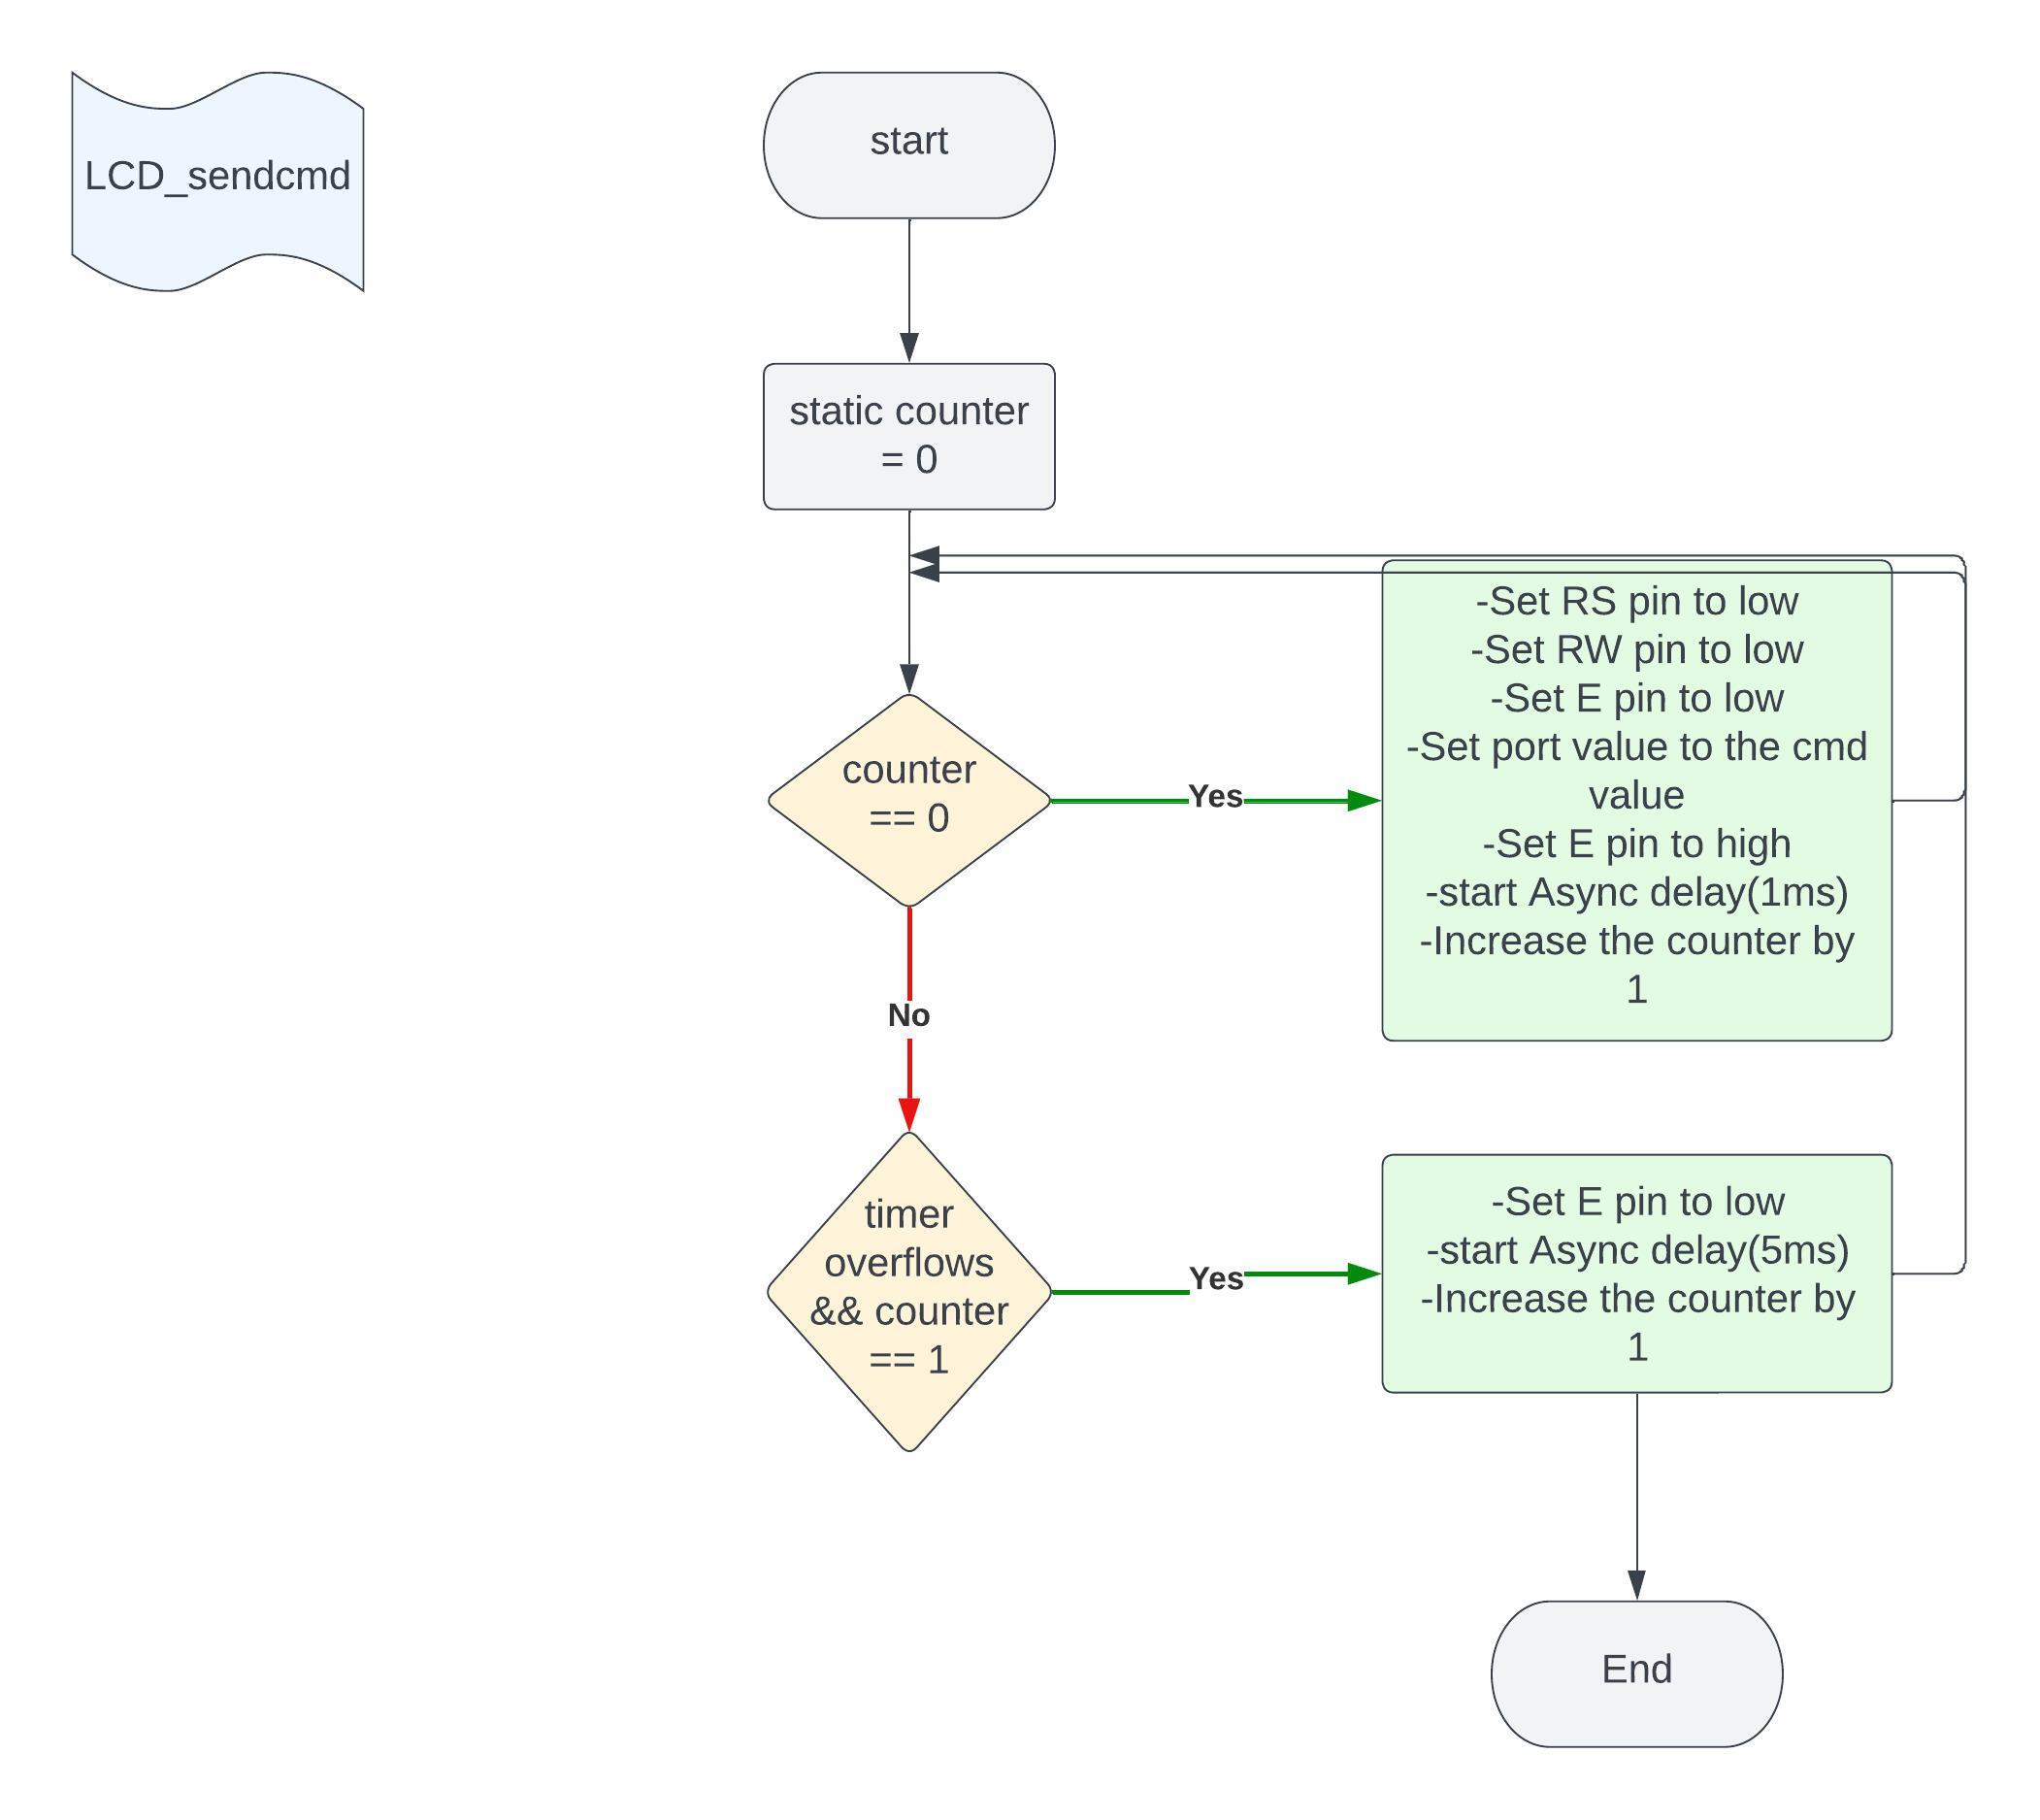 LCD_sendcmd
start
static counter
= 0
counter
== 0
Yes
-Set RS pin to low
-Set RW pin to low
-Set E pin to low
-Set port value to the cmd
value
-Set E pin to high
-start Async delay(1ms)
-Increase the counter by
1
No
timer
overflows
&& counter
== 1
Yes
-Set E pin to low
-start Async delay(5ms)
-Increase the counter by
1
End